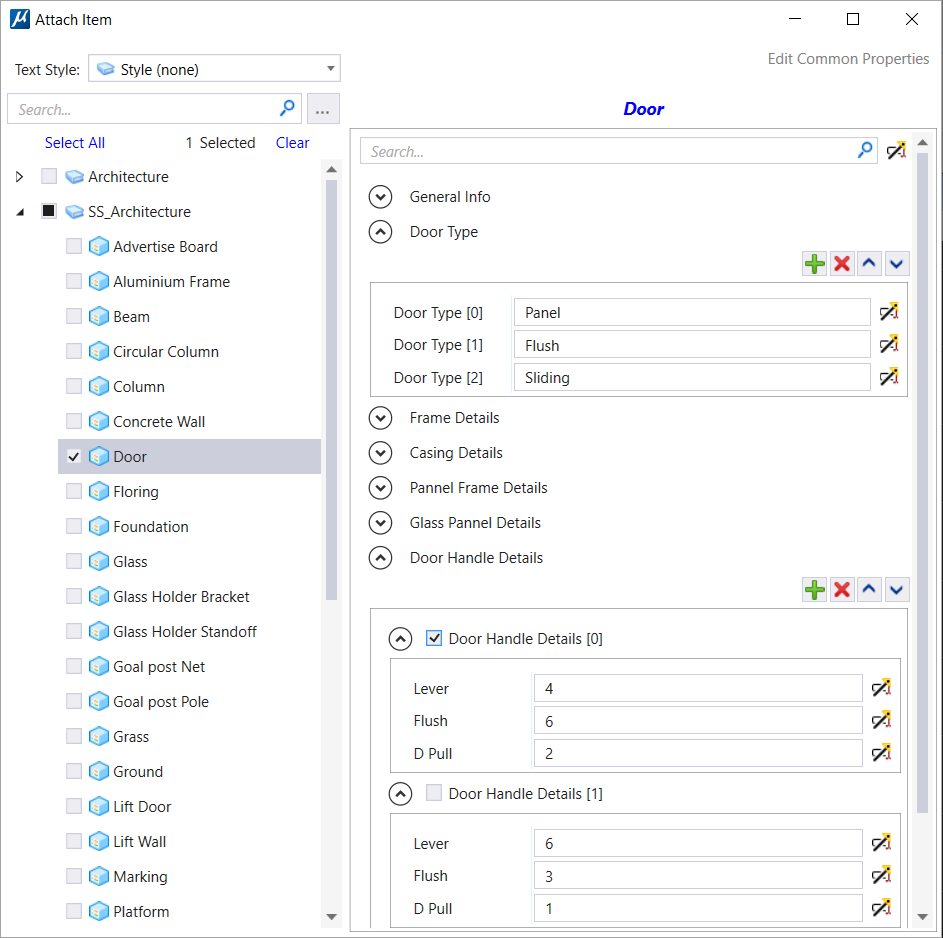 Attach Item
Text Style: Style (none)
Edit Common Properties
Search...
...
Select All 1 Selected Clear
Architecture
SS_Architecture
Advertise Board
Aluminium Frame
Beam
Circular Column
Column
Concrete Wall
Door
Floring
Foundation
Glass
Glass Holder Bracket
Glass Holder Standoff
Goal post Net
Goal post Pole
Grass
Ground
Lift Door
Lift Wall
Marking
Platform
Door
Search...
General Info
Door Type
Door Type [0] Panel
Door Type [1] Flush
Door Type [2] Sliding
Frame Details
Casing Details
Pannel Frame Details
Glass Pannel Details
Door Handle Details
Door Handle Details [0]
Lever 4
Flush 6
D Pull 2
Door Handle Details [1]
Lever 6
Flush 3
D Pull 1